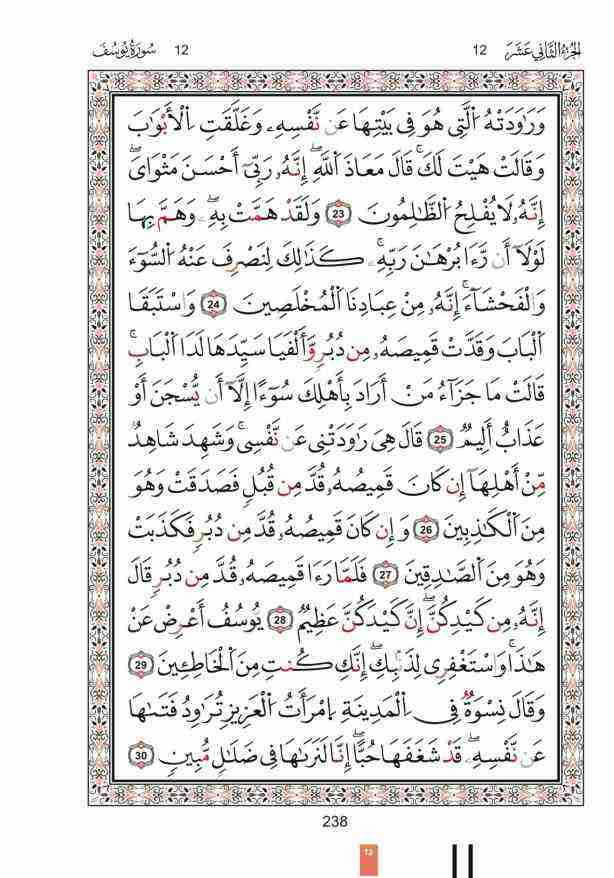 الجزء الثاني عشر 12 12 سورة يوسف
وَرَٰوَدَتْهُ ٱلَّتِى هُوَ فِى بَيْتِهَا عَن نَّفْسِهِۦ وَغَلَّقَتِ ٱلْأَبْوَٰبَ
وَقَالَتْ هَيْتَ لَكَ ۚ قَالَ مَعَاذَ ٱللَّهِ ۖ إِنَّهُۥ رَبِّىٓ أَحْسَنَ مَثْوَاىَ ۖ
إِنَّهُۥ لَا يُفْلِحُ ٱلظَّٰلِمُونَ 23 وَلَقَدْ هَمَّتْ بِهِۦ ۖ وَهَمَّ بِهَا
لَوْلَآ أَن رَّءَا بُرْهَٰنَ رَبِّهِۦ ۚ كَذَٰلِكَ لِنَصْرِفَ عَنْهُ ٱلسُّوٓءَ
وَٱلْفَحْشَآءَ ۚ إِنَّهُۥ مِنْ عِبَادِنَا ٱلْمُخْلَصِينَ 24 وَٱسْتَبَقَا
ٱلْبَابَ وَقَدَّتْ قَمِيصَهُۥ مِن دُبُرٍ وَأَلْفَيَا سَيِّدَهَا لَدَا ٱلْبَابِ ۚ
قَالَتْ مَا جَزَآءُ مَنْ أَرَادَ بِأَهْلِكَ سُوٓءًا إِلَّآ أَن يُسْجَنَ أَوْ
عَذَابٌ أَلِيمٌ 25 قَالَ هِىَ رَٰوَدَتْنِى عَن نَّفْسِى ۚ وَشَهِدَ شَاهِدٌ
مِّنْ أَهْلِهَآ إِن كَانَ قَمِيصُهُۥ قُدَّ مِن قُبُلٍ فَصَدَقَتْ وَهُوَ
مِنَ ٱلْكَٰذِبِينَ 26 وَإِن كَانَ قَمِيصُهُۥ قُدَّ مِن دُبُرٍ فَكَذَبَتْ
وَهُوَ مِنَ ٱلصَّٰدِقِينَ 27 فَلَمَّا رَءَا قَمِيصَهُۥ قُدَّ مِن دُبُرٍ قَالَ
إِنَّهُۥ مِن كَيْدِكُنَّ ۖ إِنَّ كَيْدَكُنَّ عَظِيمٌ 28 يُوسُفُ أَعْرِضْ عَنْ
هَٰذَا ۚ وَٱسْتَغْفِرِى لِذَنۢبِكِ ۖ إِنَّكِ كُنتِ مِنَ ٱلْخَاطِـِٔينَ 29
وَقَالَ نِسْوَةٌ فِى ٱلْمَدِينَةِ ٱمْرَأَتُ ٱلْعَزِيزِ تُرَٰوِدُ فَتَىٰهَا
عَن نَّفْسِهِۦ ۖ قَدْ شَغَفَهَا حُبًّا ۖ إِنَّا لَنَرَىٰهَا فِى ضَلَٰلٍ مُّبِينٍ 30
238
12